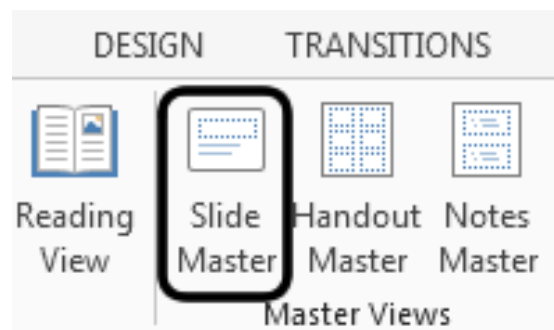 DESIGN TRANSITIONS
Reading Slide Handout Notes
View Master Master Master
Master Views